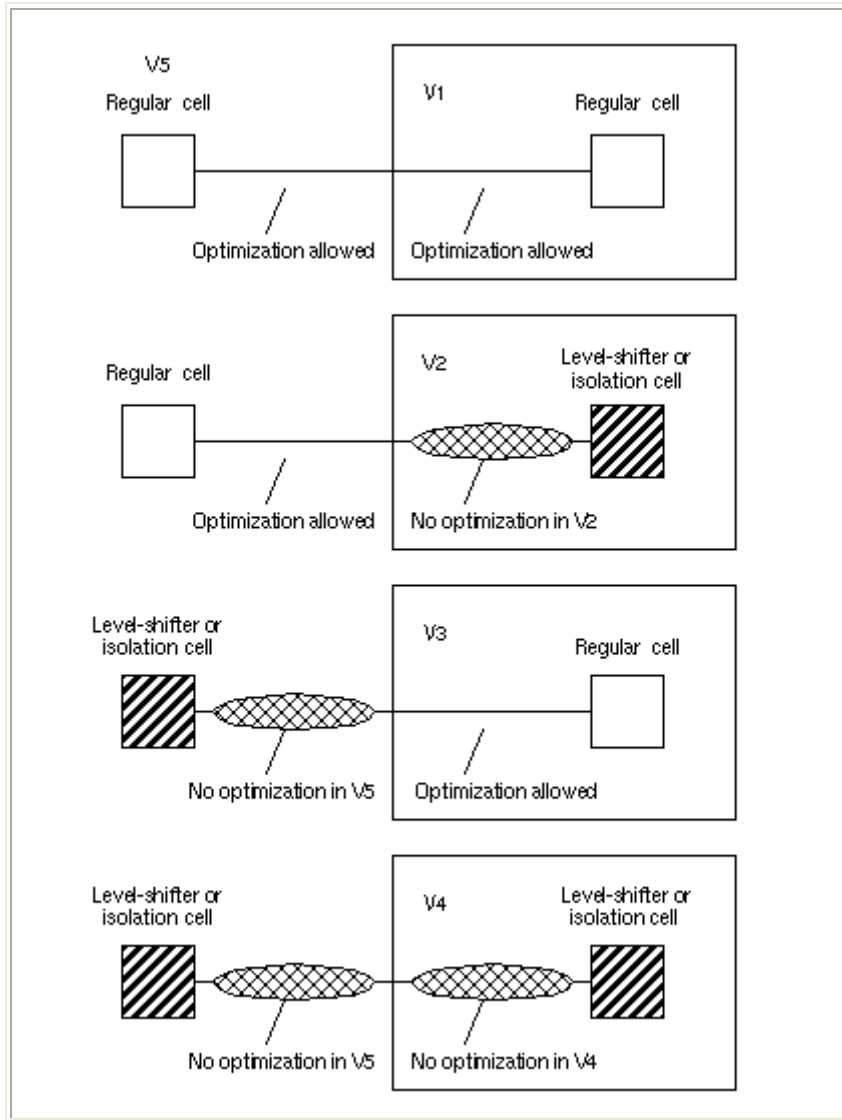 V5
Regular cell
V1
Regular cell
Optimization allowed
Optimization allowed
Regular cell
V2
Level-shifter or
isolation cell
Optimization allowed
No optimization in V2
Level-shifter or
isolation cell
V3
Regular cell
No optimization in V5
Optimization allowed
Level-shifter or
isolation cell
V4
Level-shifter or
isolation cell
No optimization in V5
No optimization in V4